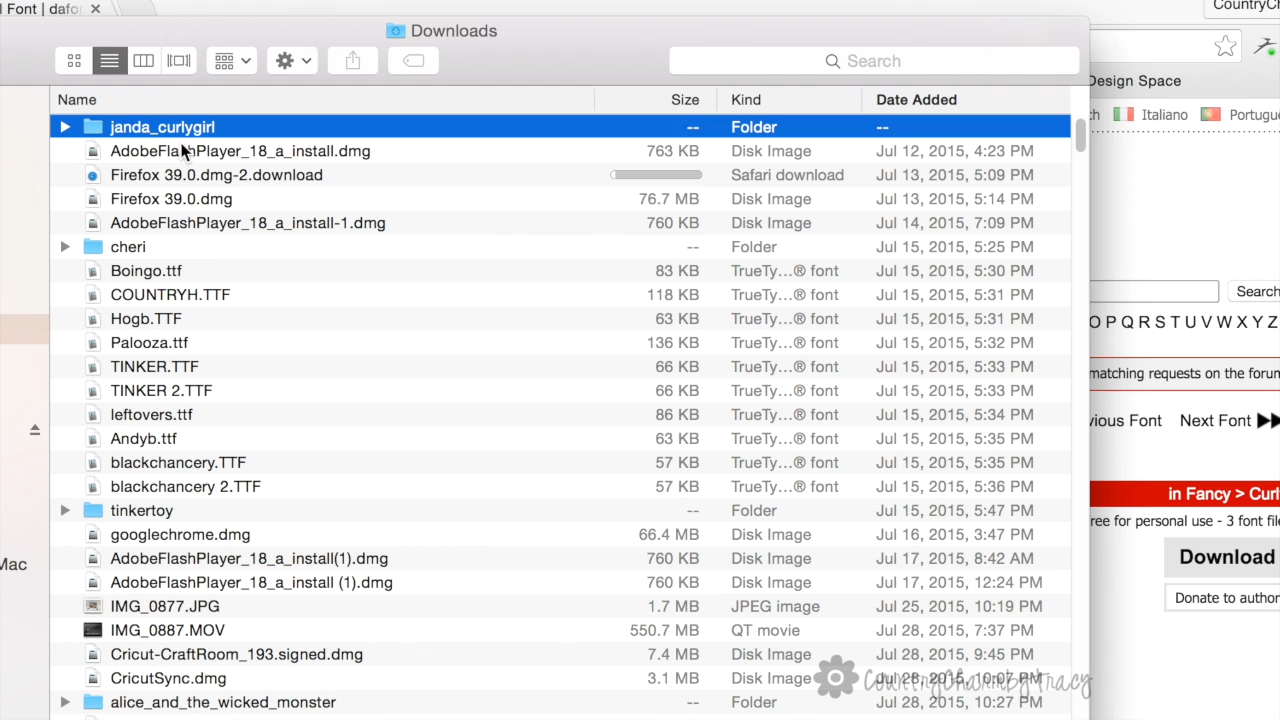 l Font | dafo
CountryCh
Downloads
Search
Design Space
Name Size Kind Date Added
janda_curlygirl -- Folder --
AdobeFlashPlayer_18_a_install.dmg 763 KB Disk Image Jul 12, 2015, 4:23 PM
Firefox 39.0.dmg-2.download Safari download Jul 13, 2015, 5:09 PM
Firefox 39.0.dmg 76.7 MB Disk Image Jul 13, 2015, 5:14 PM
AdobeFlashPlayer_18_a_install-1.dmg 760 KB Disk Image Jul 14, 2015, 7:09 PM
cheri -- Folder Jul 15, 2015, 5:25 PM
Boingo.ttf 83 KB TrueTy...® font Jul 15, 2015, 5:30 PM
COUNTRYH.TTF 118 KB TrueTy...® font Jul 15, 2015, 5:31 PM
Hogb.TTF 63 KB TrueTy...® font Jul 15, 2015, 5:31 PM
Palooza.ttf 136 KB TrueTy...® font Jul 15, 2015, 5:32 PM
TINKER.TTF 66 KB TrueTy...® font Jul 15, 2015, 5:33 PM
TINKER 2.TTF 66 KB TrueTy...® font Jul 15, 2015, 5:33 PM
leftovers.ttf 86 KB TrueTy...® font Jul 15, 2015, 5:34 PM
Andyb.ttf 63 KB TrueTy...® font Jul 15, 2015, 5:35 PM
blackchancery.TTF 57 KB TrueTy...® font Jul 15, 2015, 5:35 PM
blackchancery 2.TTF 57 KB TrueTy...® font Jul 15, 2015, 5:36 PM
tinkertoy -- Folder Jul 15, 2015, 5:47 PM
googlechrome.dmg 66.4 MB Disk Image Jul 16, 2015, 3:47 PM
AdobeFlashPlayer_18_a_install(1).dmg 760 KB Disk Image Jul 17, 2015, 8:42 AM
AdobeFlashPlayer_18_a_install (1).dmg 760 KB Disk Image Jul 17, 2015, 12:24 PM
IMG_0877.JPG 1.7 MB JPEG image Jul 25, 2015, 10:19 PM
IMG_0887.MOV 550.7 MB QT movie Jul 28, 2015, 7:37 PM
Cricut-CraftRoom_193.signed.dmg 7.4 MB Disk Image Jul 28, 2015, 9:45 PM
CricutSync.dmg 3.1 MB Disk Image Jul 28, 2015, 10:07 PM
alice_and_the_wicked_monster -- Folder Jul 28, 2015, 10:27 PM
ch Italiano Portugue
Search
O P Q R S T U V W X Y Z
matching requests on the forum
vious Font Next Font
in Fancy > Curl
ree for personal use - 3 font file
Download
Donate to author
Mac
CountryCharmbyTracy